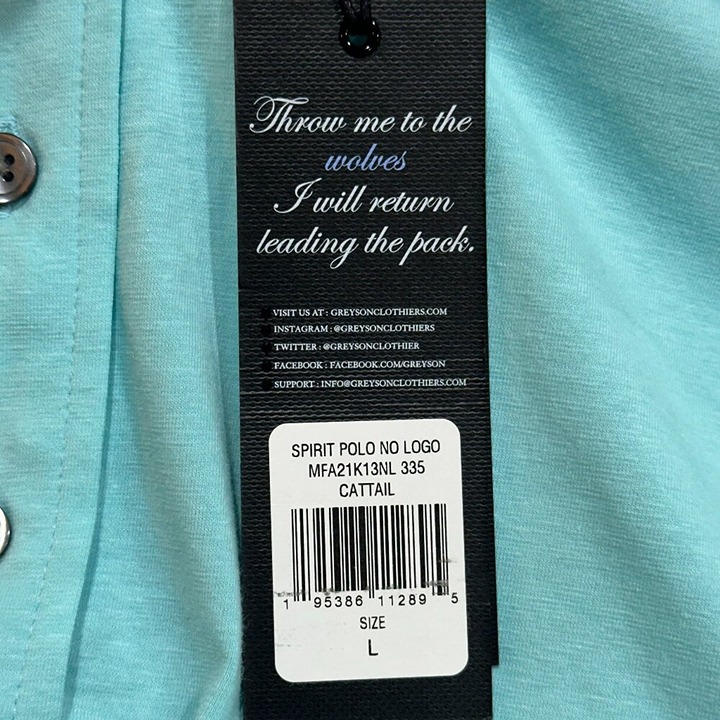 Throw me to the
wolves
I will return
leading the pack.
VISIT US AT : GREYSONCLOTHIERS.COM
INSTAGRAM : @GREYSONCLOTHIERS
TWITTER : @GREYSONCLOTHIER
FACEBOOK : FACEBOOK.COM/GREYSON
SUPPORT : INFO@GREYSONCLOTHIERS.COM
SPIRIT POLO NO LOGO
MFA21K13NL 335
CATTAIL
1 95386 11289 5
SIZE
L